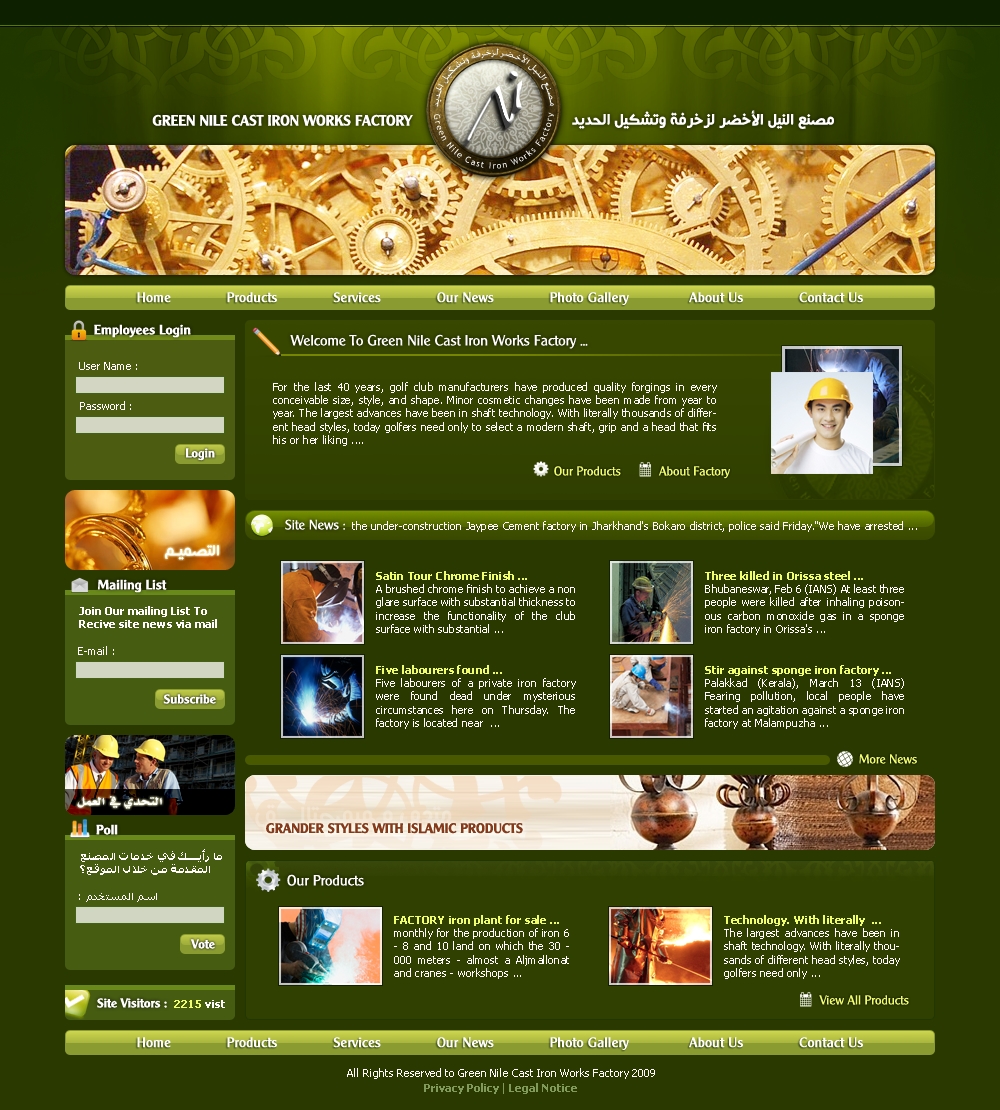 GREEN NILE CAST IRON WORKS FACTORY
مصنع النيل الأخضر لزخرفة وتشكيل الحديد
مصنع النيل الأخضر لزخرفة وتشكيل الحديد
Green Nile Cast Iron Works Factory
Home Products Services Our News Photo Gallery About Us Contact Us
Employees Login
User Name :
Password :
Login
التصميم
Mailing List
Join Our mailing List To
Recive site news via mail
E-mail :
Subscribe
التحدي في العمل
Poll
ما رأيـــك في خدمات المصنع
المقدمة من خلال الموقع؟
اسم المستخدم :
Vote
Site Visitors : 2215 vist
Welcome To Green Nile Cast Iron Works Factory ...
For the last 40 years, golf club manufacturers have produced quality forgings in every
conceivable size, style, and shape. Minor cosmetic changes have been made from year to
year. The largest advances have been in shaft technology. With literally thousands of differ-
ent head styles, today golfers need only to select a modern shaft, grip and a head that fits
his or her liking ....
Our Products About Factory
Site News : the under-construction Jaypee Cement factory in Jharkhand's Bokaro district, police said Friday."We have arrested ...
Satin Tour Chrome Finish ...
A brushed chrome finish to achieve a non
glare surface with substantial thickness to
increase the functionality of the club
surface with substantial ...
Three killed in Orissa steel ...
Bhubaneswar, Feb 6 (IANS) At least three
people were killed after inhaling poison-
ous carbon monoxide gas in a sponge
iron factory in Orissa's ...
Five labourers found ...
Five labourers of a private iron factory
were found dead under mysterious
circumstances here on Thursday. The
factory is located near ...
Stir against sponge iron factory ...
Palakkad (Kerala), March 13 (IANS)
Fearing pollution, local people have
started an agitation against a sponge iron
factory at Malampuzha ...
More News
GRANDER STYLES WITH ISLAMIC PRODUCTS
Our Products
FACTORY iron plant for sale ...
monthly for the production of iron 6
- 8 and 10 land on which the 30 -
000 meters - almost a Aljmallonat
and cranes - workshops ...
Technology. With literally ...
The largest advances have been in
shaft technology. With literally thou-
sands of different head styles, today
golfers need only ...
View All Products
Home Products Services Our News Photo Gallery About Us Contact Us
All Rights Reserved to Green Nile Cast Iron Works Factory 2009
Privacy Policy | Legal Notice